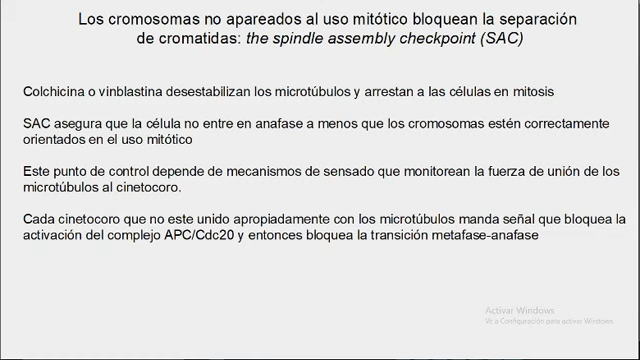 Los cromosomas no apareados al uso mitótico bloquean la separación
de cromatidas: the spindle assembly checkpoint (SAC)
Colchicina o vinblastina desestabilizan los microtúbulos y arrestan a las células en mitosis
SAC asegura que la célula no entre en anafase a menos que los cromosomas estén correctamente
orientados en el uso mitótico
Este punto de control depende de mecanismos de sensado que monitorean la fuerza de unión de los
microtúbulos al cinetocoro.
Cada cinetocoro que no este unido apropiadamente con los microtúbulos manda señal que bloquea la
activación del complejo APC/Cdc20 y entonces bloquea la transición metafase-anafase
Activar Windows
Ve a Configuración para activar Windows.